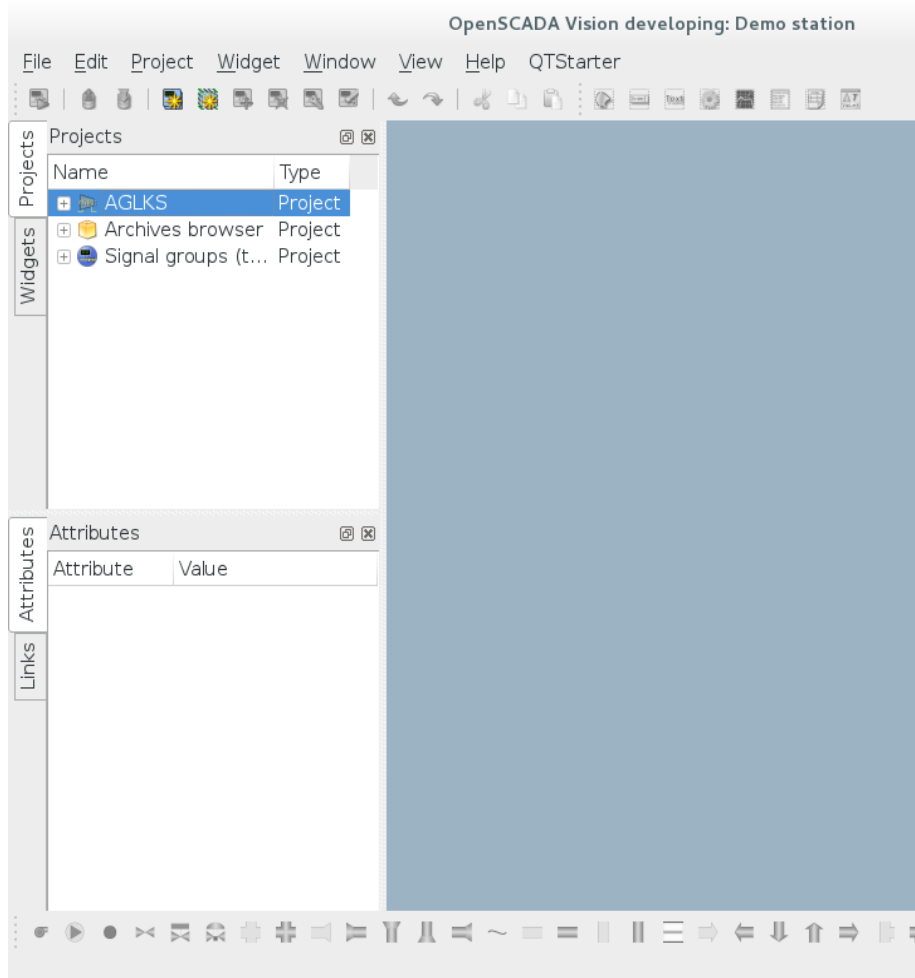 OpenSCADA Vision developing: Demo station
File Edit Project Widget Window View Help QTStarter
Projects
Widgets
Projects
Name Type
AGLKS Project
Archives browser Project
Signal groups (t... Project
Attributes
Links
Attributes
Attribute Value